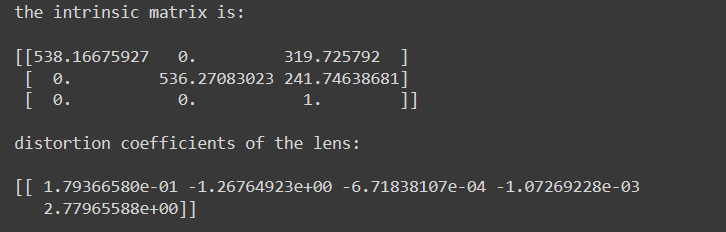 the intrinsic matrix is:
[[538.16675927   0.         319.725792  ]
 [  0.         536.27083023 241.74638681]
 [  0.           0.           1.        ]]
distortion coefficients of the lens:
[[ 1.79366580e-01 -1.26764923e+00 -6.71838107e-04 -1.07269228e-03
   2.77965588e+00]]